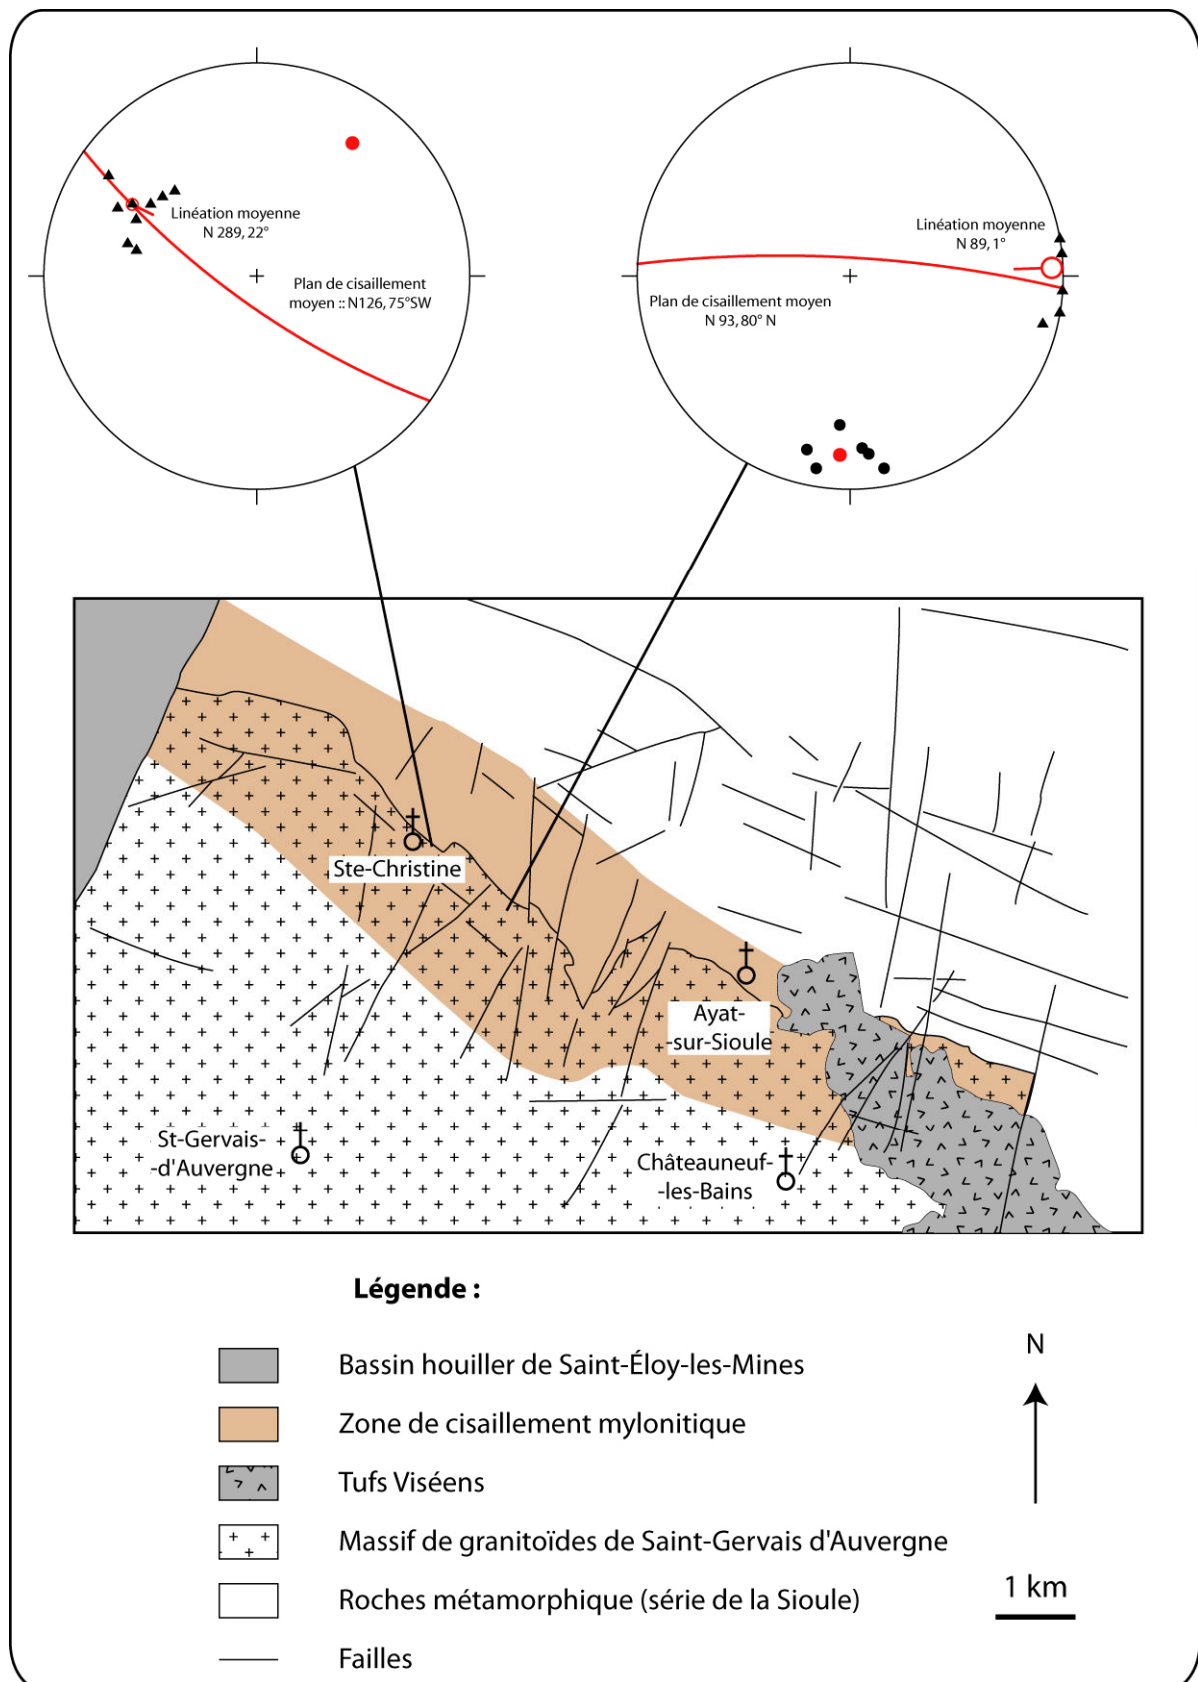 Linéation moyenne
N 289, 22°
Plan de cisaillement
moyen :: N126, 75°SW
Linéation moyenne
N 89, 1°
Plan de cisaillement moyen
N 93, 80° N
Ste-Christine
Ayat-
-sur-Sioule
St-Gervais-
-d'Auvergne
Châteauneuf-
-les-Bains
Légende :
Bassin houiller de Saint-Éloy-les-Mines
Zone de cisaillement mylonitique
Tufs Viséens
Massif de granitoïdes de Saint-Gervais d'Auvergne
Roches métamorphique (série de la Sioule)
Failles
N
1 km